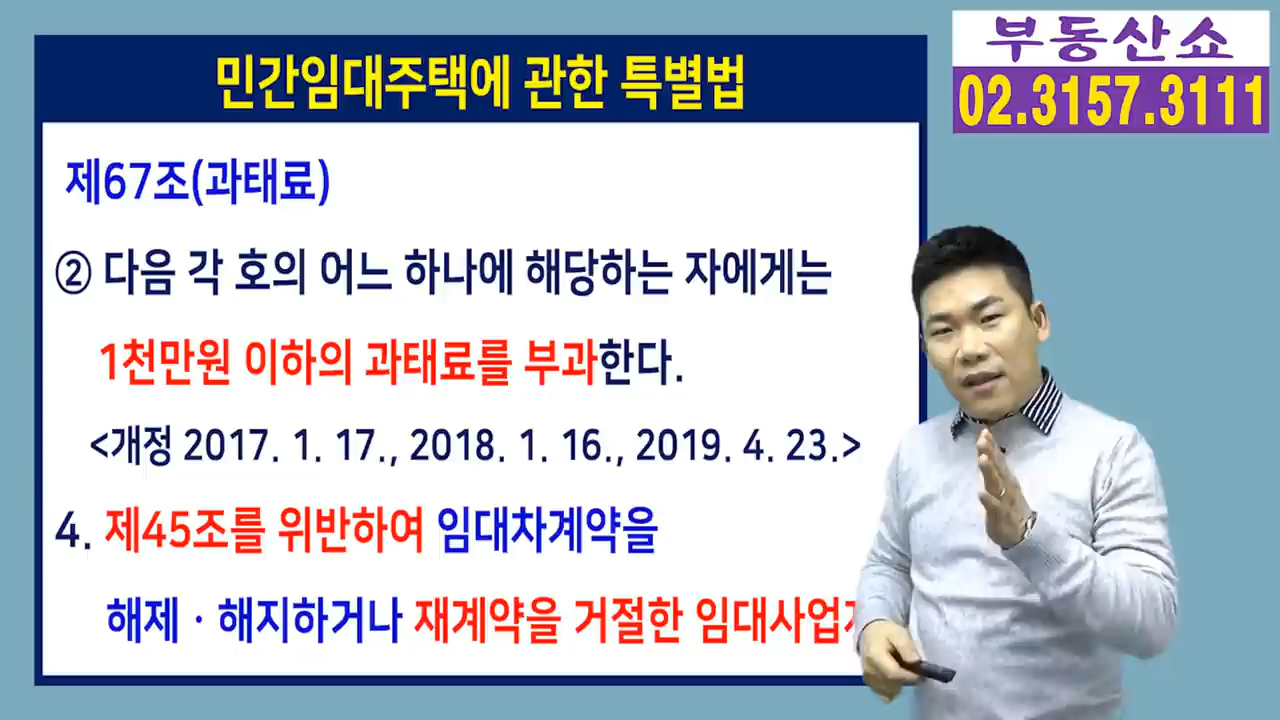 민간임대주택에 관한 특별법
부동산쇼
02.3157.3111
제67조(과태료)
② 다음 각 호의 어느 하나에 해당하는 자에게는
1천만원 이하의 과태료를 부과한다.
<개정 2017. 1. 17., 2018. 1. 16., 2019. 4. 23.>
4. 제45조를 위반하여 임대차계약을
해제 · 해지하거나 재계약을 거절한